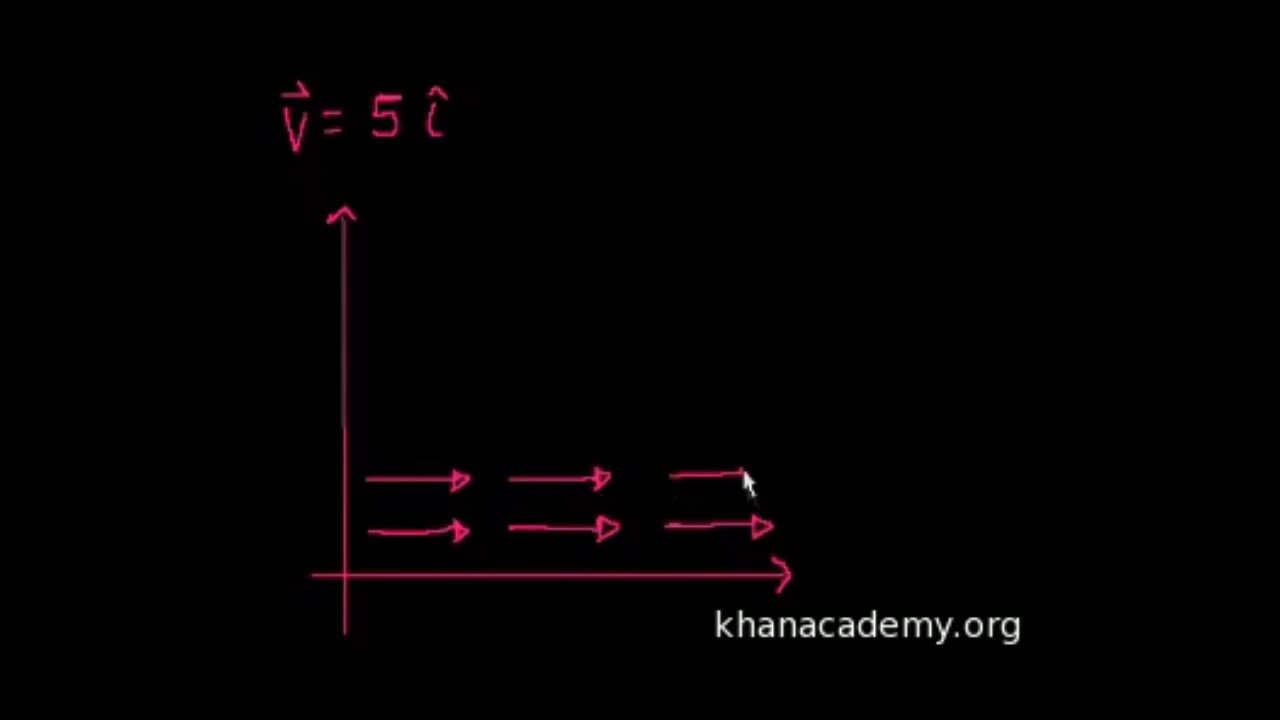 v⃗ = 5 î
khanacademy.org